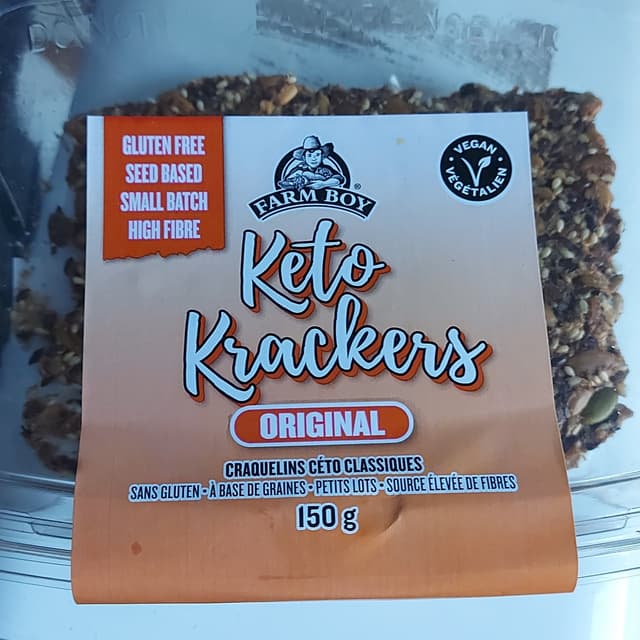 GLUTEN FREE
SEED BASED
SMALL BATCH
HIGH FIBRE
FARM BOY®
VEGAN
VÉGÉTALIEN
Keto
Krackers
ORIGINAL
CRAQUELINS CÉTO CLASSIQUES
SANS GLUTEN • À BASE DE GRAINES • PETITS LOTS • SOURCE ÉLEVÉE DE FIBRES
150 g